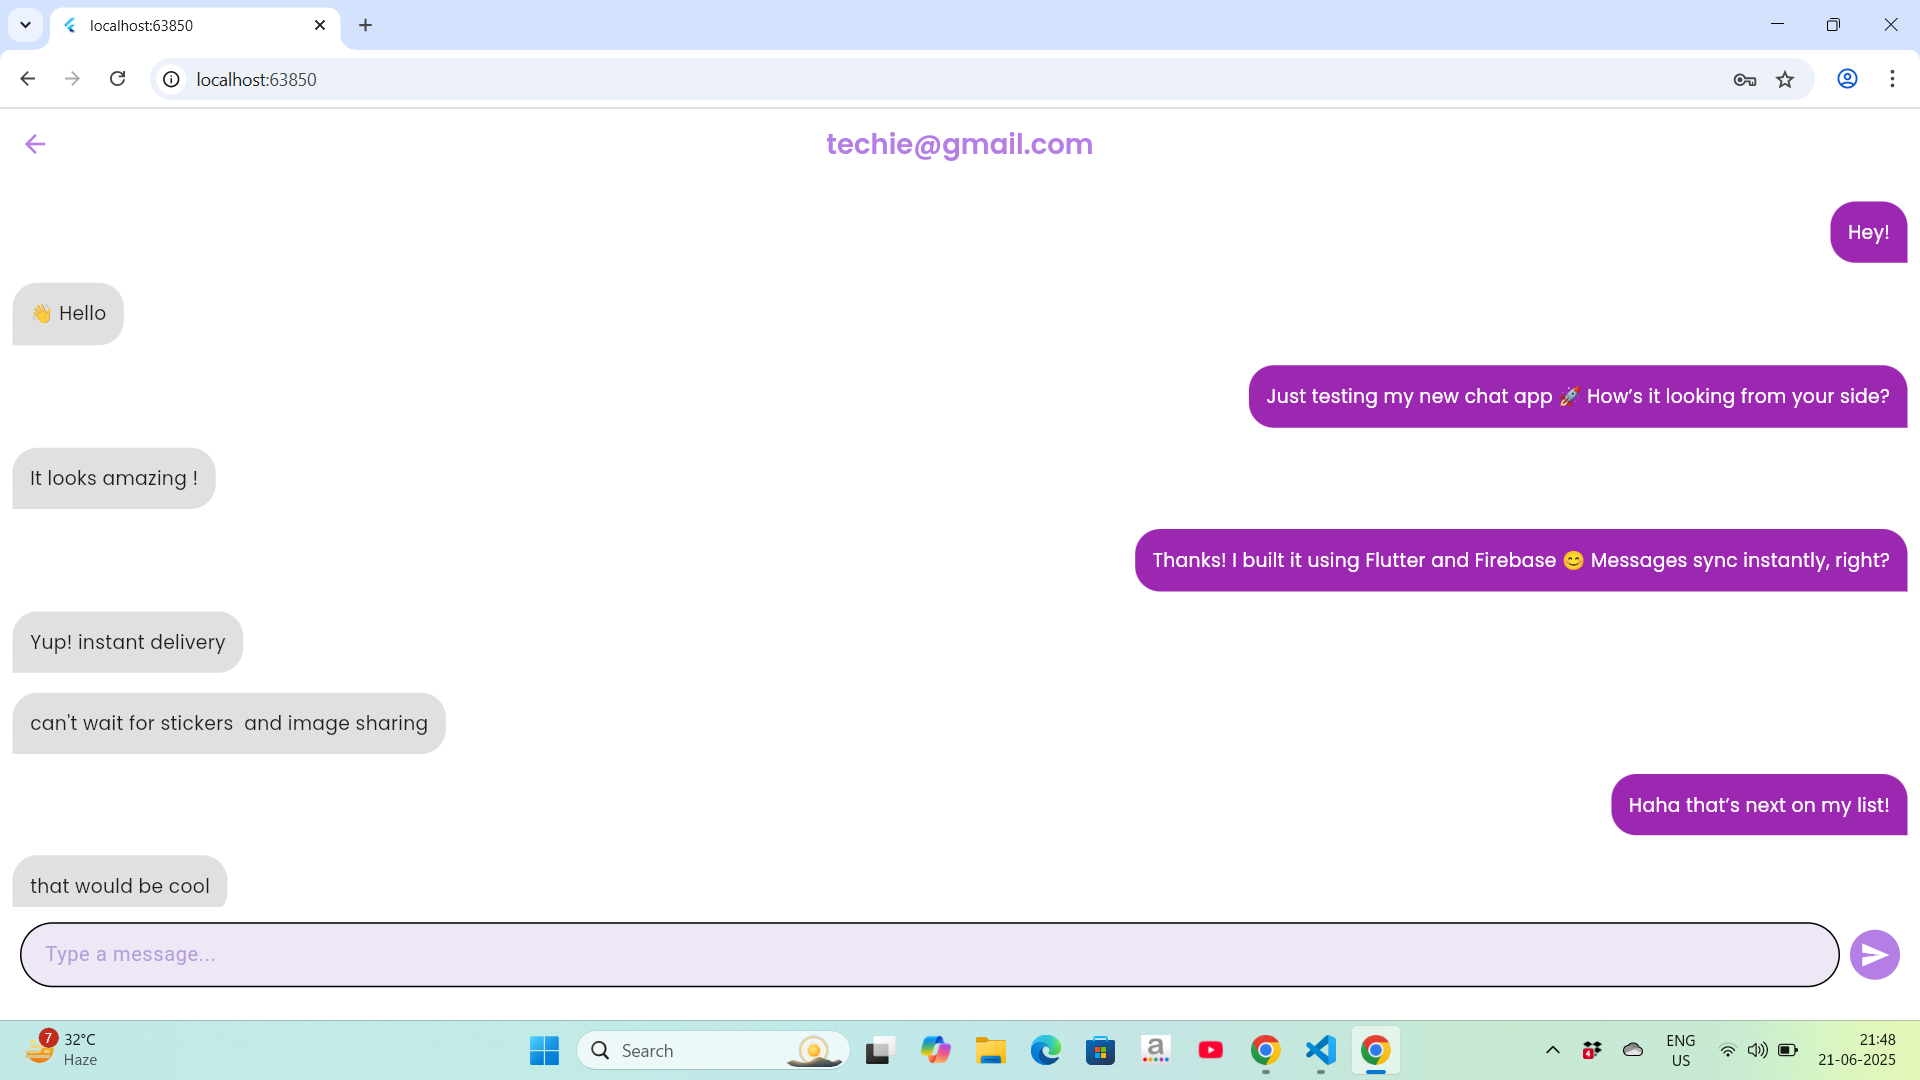 localhost:63850
localhost:63850
techie@gmail.com
Hey!
👋 Hello
Just testing my new chat app 🚀 How’s it looking from your side?
It looks amazing !
Thanks! I built it using Flutter and Firebase 😊 Messages sync instantly, right?
Yup! instant delivery
can't wait for stickers  and image sharing
Haha that’s next on my list!
that would be cool
Type a message...
7
32°C
Haze
Search
a
4
ENG
US
21:48
21-06-2025